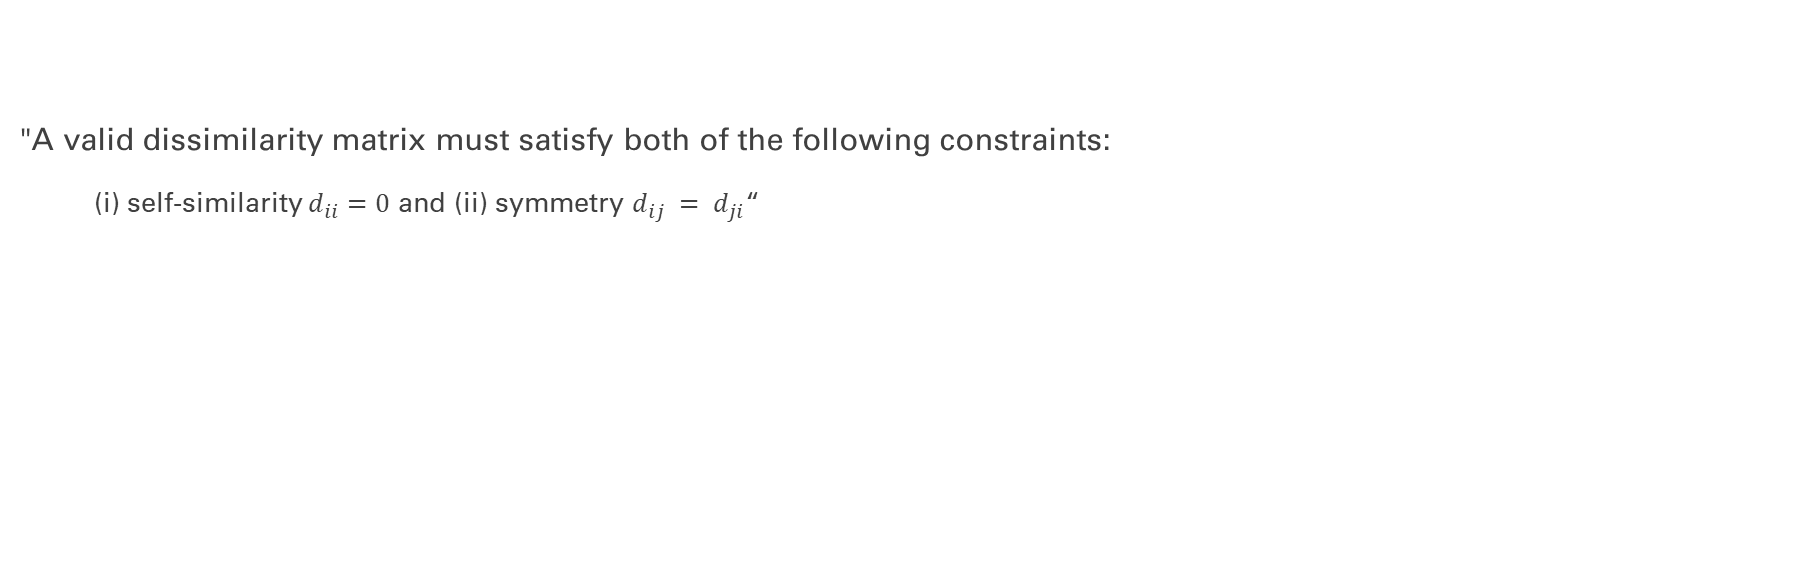 "A valid dissimilarity matrix must satisfy both of the following constraints:
(i) self-similarity d_{ii} = 0 and (ii) symmetry d_{ij} = d_{ji}“